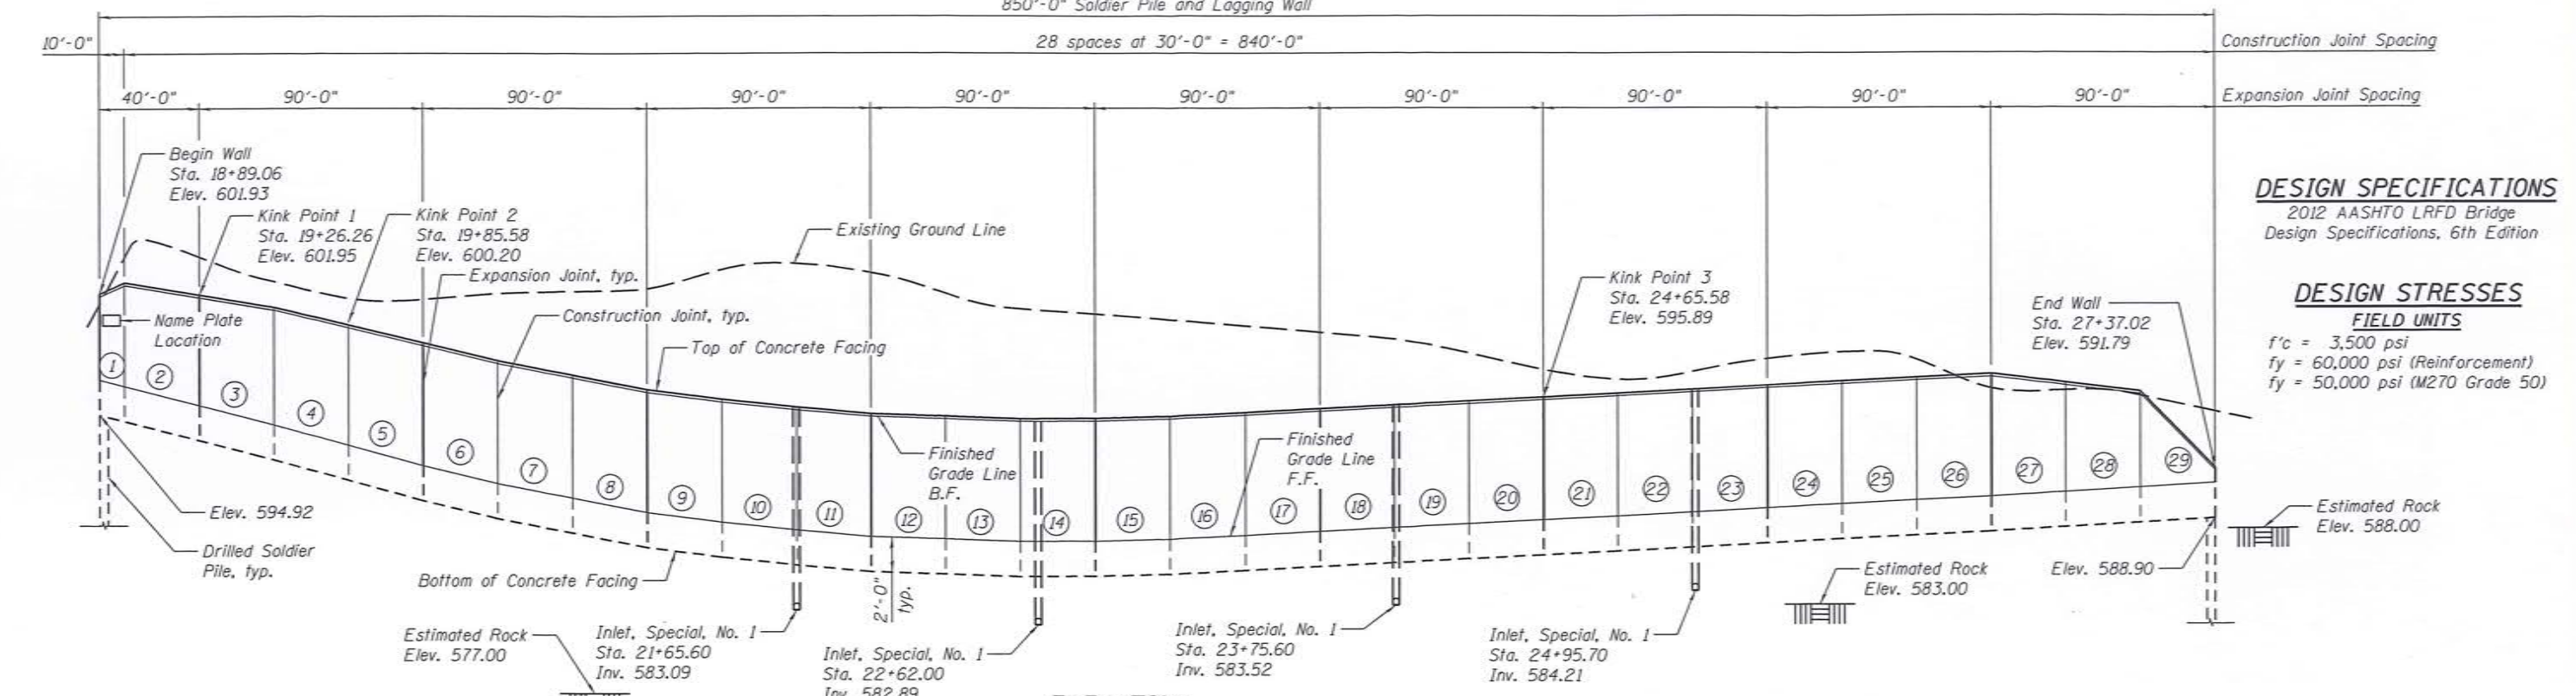 850'-0" Soldier Pile and Lagging Wall
10'-0"
28 spaces at 30'-0" = 840'-0"
Construction Joint Spacing
40'-0"
90'-0"
90'-0"
90'-0"
90'-0"
90'-0"
90'-0"
90'-0"
90'-0"
90'-0"
Expansion Joint Spacing
Begin Wall
Sta. 18+89.06
Elev. 601.93
Kink Point 1
Sta. 19+26.26
Elev. 601.95
Kink Point 2
Sta. 19+85.58
Elev. 600.20
Existing Ground Line
Expansion Joint, typ.
Construction Joint, typ.
Top of Concrete Facing
Name Plate
Location
Kink Point 3
Sta. 24+65.58
Elev. 595.89
End Wall
Sta. 27+37.02
Elev. 591.79
DESIGN SPECIFICATIONS
2012 AASHTO LRFD Bridge
Design Specifications, 6th Edition
DESIGN STRESSES
FIELD UNITS
f'c = 3,500 psi
fy = 60,000 psi (Reinforcement)
fy = 50,000 psi (M270 Grade 50)
1
2
3
4
5
6
7
8
9
10
11
12
13
14
15
16
17
18
19
20
21
22
23
24
25
26
27
28
29
Finished
Grade Line
B.F.
Finished
Grade Line
F.F.
Elev. 594.92
Drilled Soldier
Pile, typ.
Bottom of Concrete Facing
2'-0"
typ.
Estimated Rock
Elev. 588.00
Estimated Rock
Elev. 583.00
Elev. 588.90
Estimated Rock
Elev. 577.00
Inlet, Special, No. 1
Sta. 21+65.60
Inv. 583.09
Inlet, Special, No. 1
Sta. 22+62.00
Inv. 582.89
Inlet, Special, No. 1
Sta. 23+75.60
Inv. 583.52
Inlet, Special, No. 1
Sta. 24+95.70
Inv. 584.21